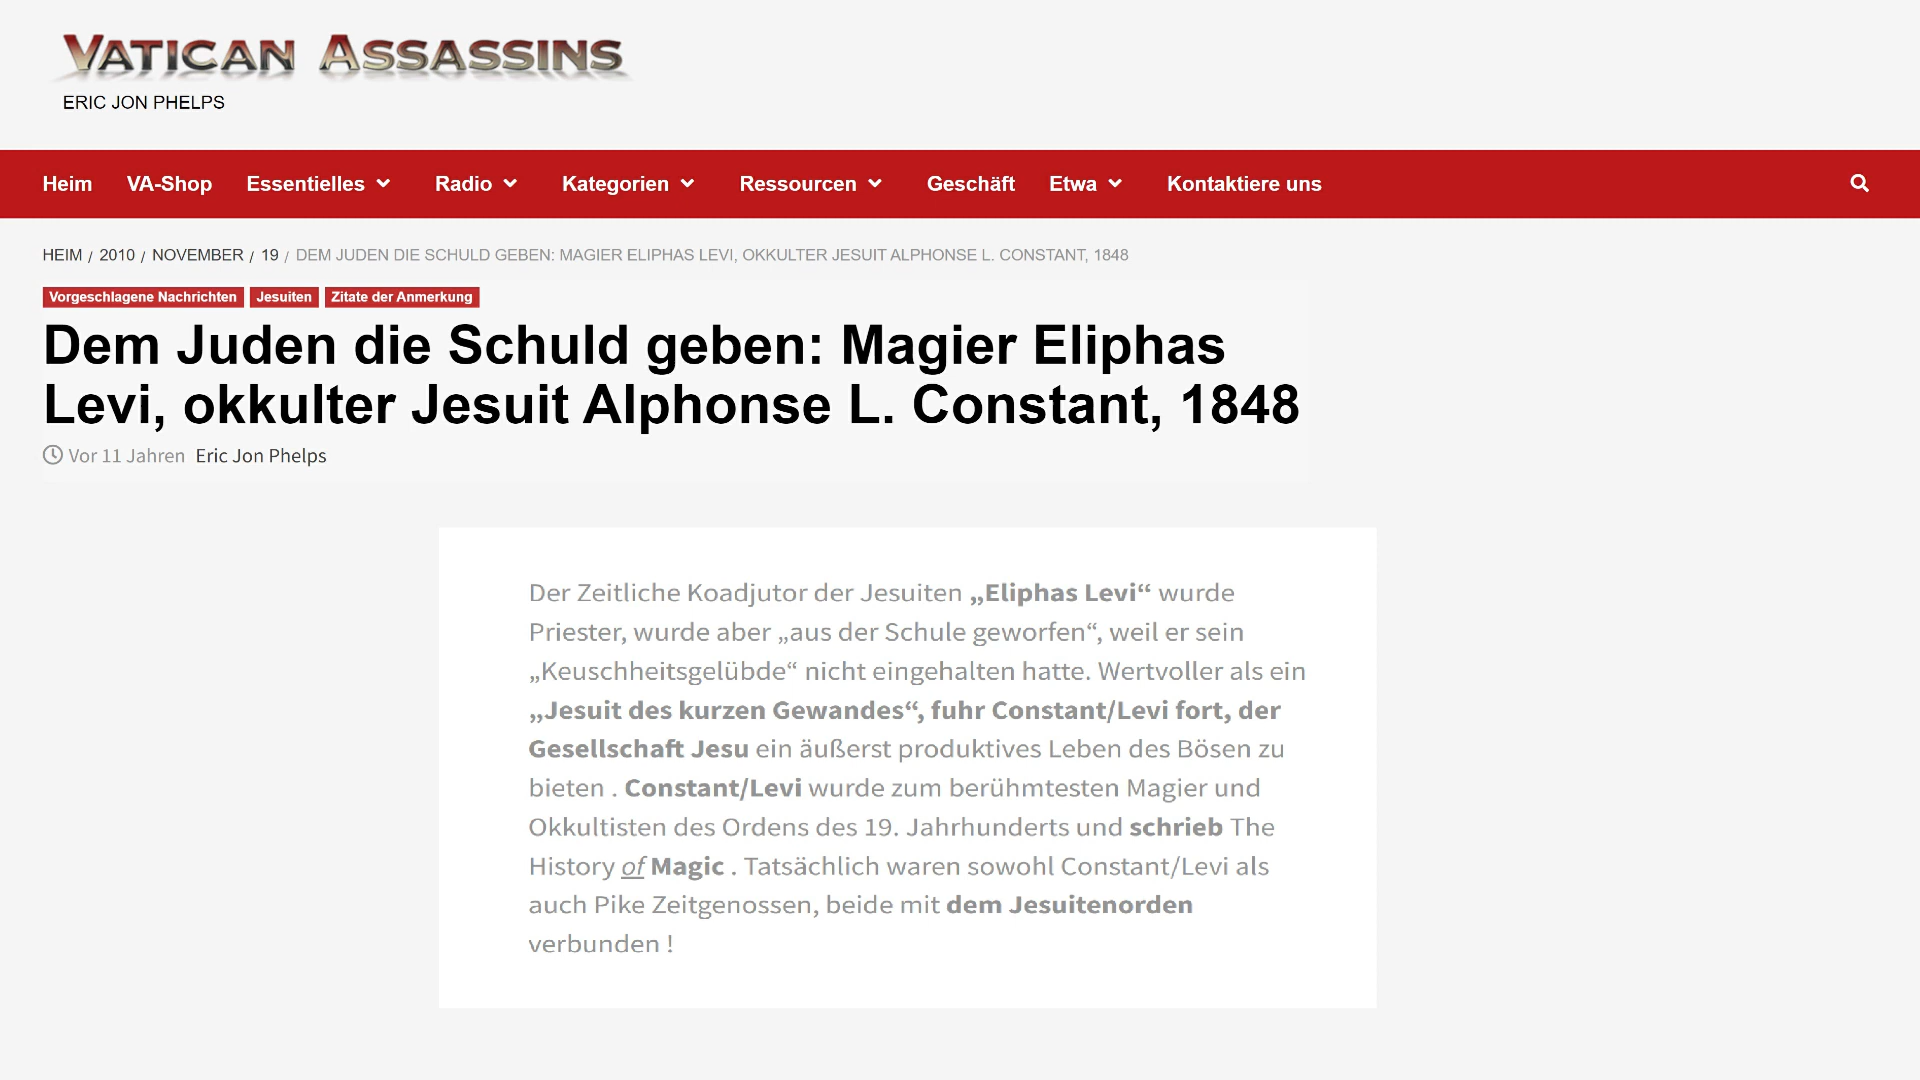 VATICAN ASSASSINS
ERIC JON PHELPS
Heim VA-Shop Essentielles Radio Kategorien Ressourcen Geschäft Etwa Kontaktiere uns
HEIM / 2010 / NOVEMBER / 19 / DEM JUDEN DIE SCHULD GEBEN: MAGIER ELIPHAS LEVI, OKKULTER JESUIT ALPHONSE L. CONSTANT, 1848
Vorgeschlagene Nachrichten Jesuiten Zitate der Anmerkung
Dem Juden die Schuld geben: Magier Eliphas
Levi, okkulter Jesuit Alphonse L. Constant, 1848
Vor 11 Jahren Eric Jon Phelps
Der Zeitliche Koadjutor der Jesuiten „Eliphas Levi“ wurde
Priester, wurde aber „aus der Schule geworfen“, weil er sein
„Keuschheitsgelübde“ nicht eingehalten hatte. Wertvoller als ein
„Jesuit des kurzen Gewandes“, fuhr Constant/Levi fort, der
Gesellschaft Jesu ein äußerst produktives Leben des Bösen zu
bieten . Constant/Levi wurde zum berühmtesten Magier und
Okkultisten des Ordens des 19. Jahrhunderts und schrieb The
History of Magic . Tatsächlich waren sowohl Constant/Levi als
auch Pike Zeitgenossen, beide mit dem Jesuitenorden
verbunden !